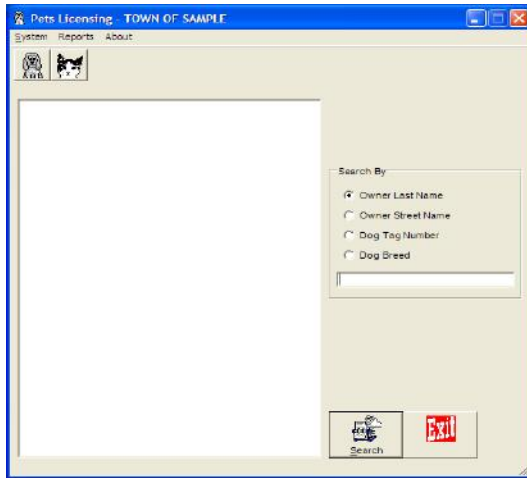 Pets Licensing - TOWN OF SAMPLE
System Reports About
Search By
Owner Last Name
Owner Street Name
Dog Tag Number
Dog Breed
Search
Exit